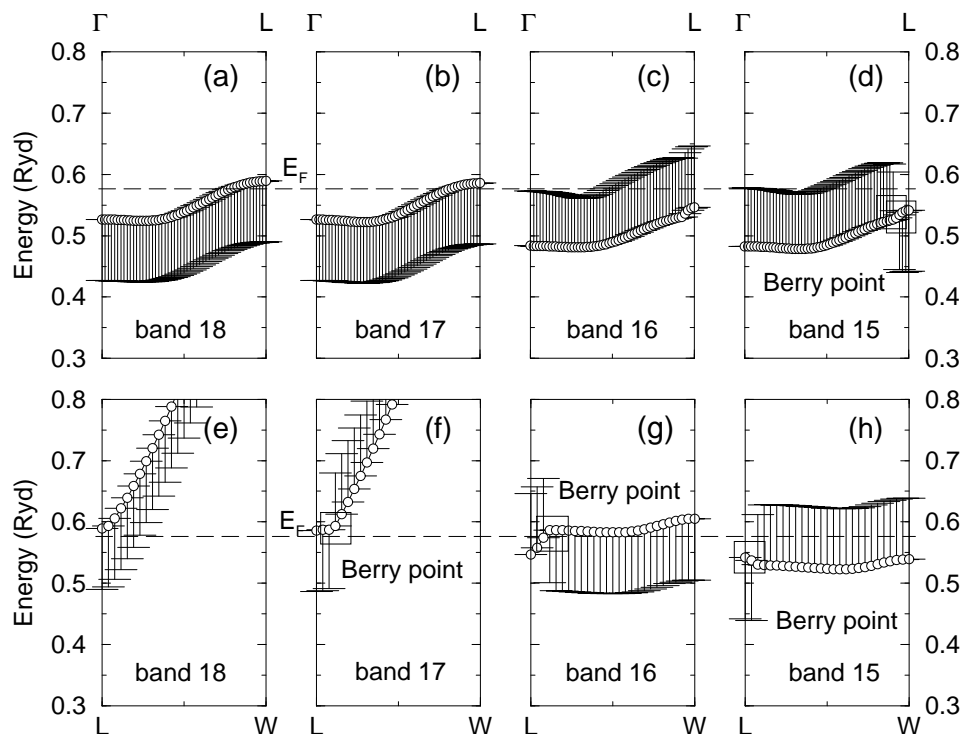 Γ L Γ L
0.8 0.8
(a) (b) (c) (d)
0.7 0.7
E_F
0.6 0.6
Energy (Ryd)
0.5 0.5
Berry point
0.4 0.4
band 18 band 17 band 16 band 15
0.3 0.3
0.8 0.8
(e) (f) (g) (h)
0.7 0.7
Berry point
E_F
0.6 0.6
Energy (Ryd)
Berry point
0.5 0.5
Berry point
0.4 0.4
band 18 band 17 band 16 band 15
0.3 0.3
L W L W